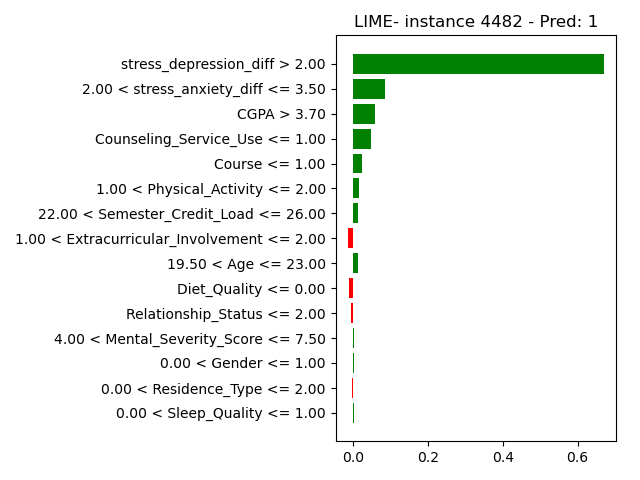 LIME- instance 4482 - Pred: 1
stress_depression_diff > 2.00
2.00 < stress_anxiety_diff <= 3.50
CGPA > 3.70
Counseling_Service_Use <= 1.00
Course <= 1.00
1.00 < Physical_Activity <= 2.00
22.00 < Semester_Credit_Load <= 26.00
1.00 < Extracurricular_Involvement <= 2.00
19.50 < Age <= 23.00
Diet_Quality <= 0.00
Relationship_Status <= 2.00
4.00 < Mental_Severity_Score <= 7.50
0.00 < Gender <= 1.00
0.00 < Residence_Type <= 2.00
0.00 < Sleep_Quality <= 1.00
0.0 0.2 0.4 0.6